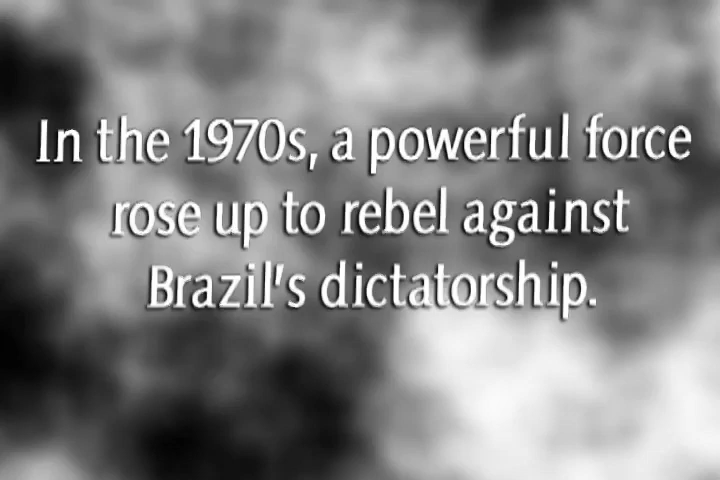 In the 1970s, a powerful force
rose up to rebel against
Brazil's dictatorship.